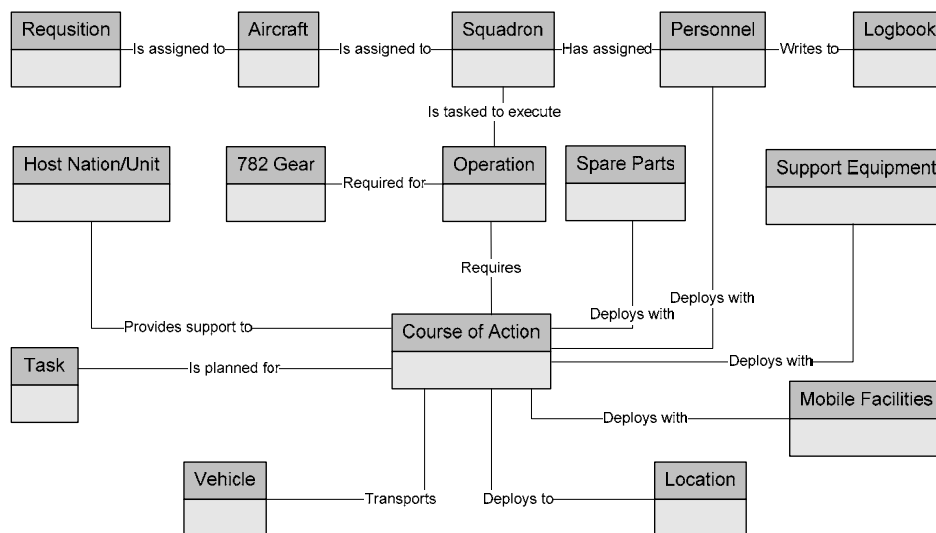 Requsition
Is assigned to
Aircraft
Is assigned to
Squadron
Has assigned
Personnel
Writes to
Logbook
Is tasked to execute
Host Nation/Unit
782 Gear
Required for
Operation
Spare Parts
Support Equipment
Requires
Deploys with
Deploys with
Provides support to
Course of Action
Task
Is planned for
Deploys with
Mobile Facilities
Deploys with
Vehicle
Transports
Deploys to
Location